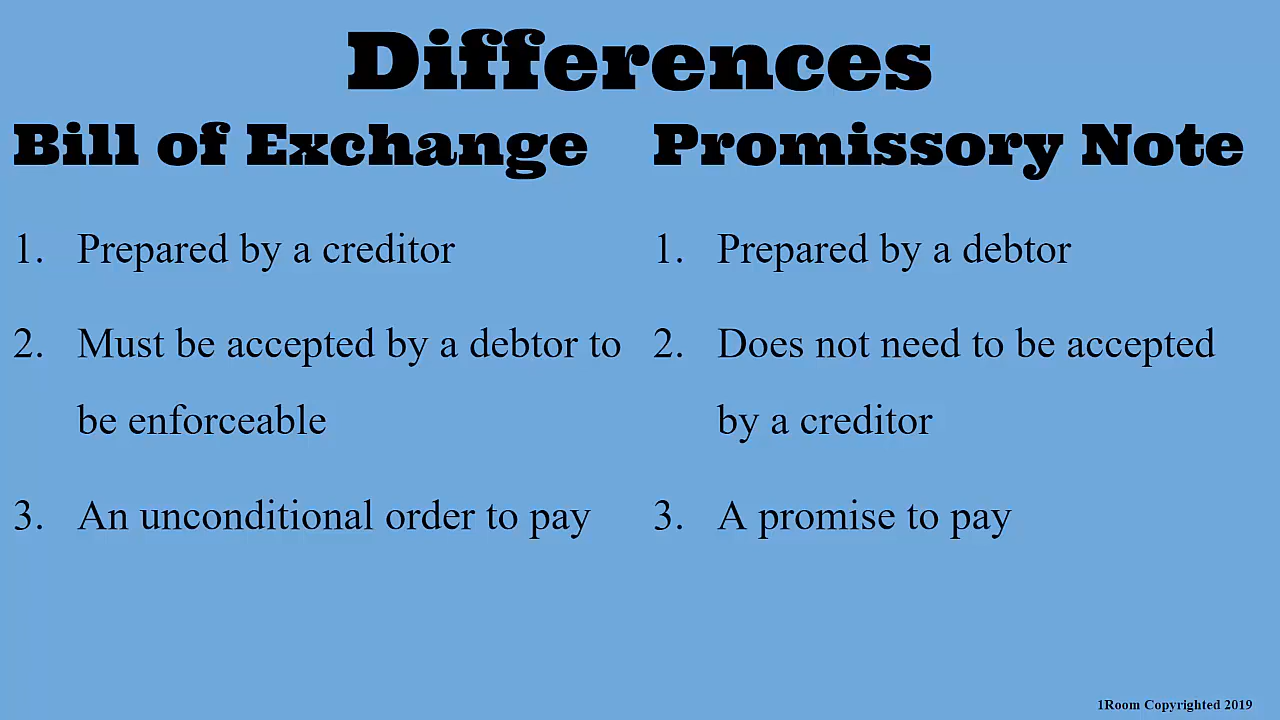 Differences
Bill of Exchange
1. Prepared by a creditor
2. Must be accepted by a debtor to
be enforceable
3. An unconditional order to pay
Promissory Note
1. Prepared by a debtor
2. Does not need to be accepted
by a creditor
3. A promise to pay
1Room Copyrighted 2019